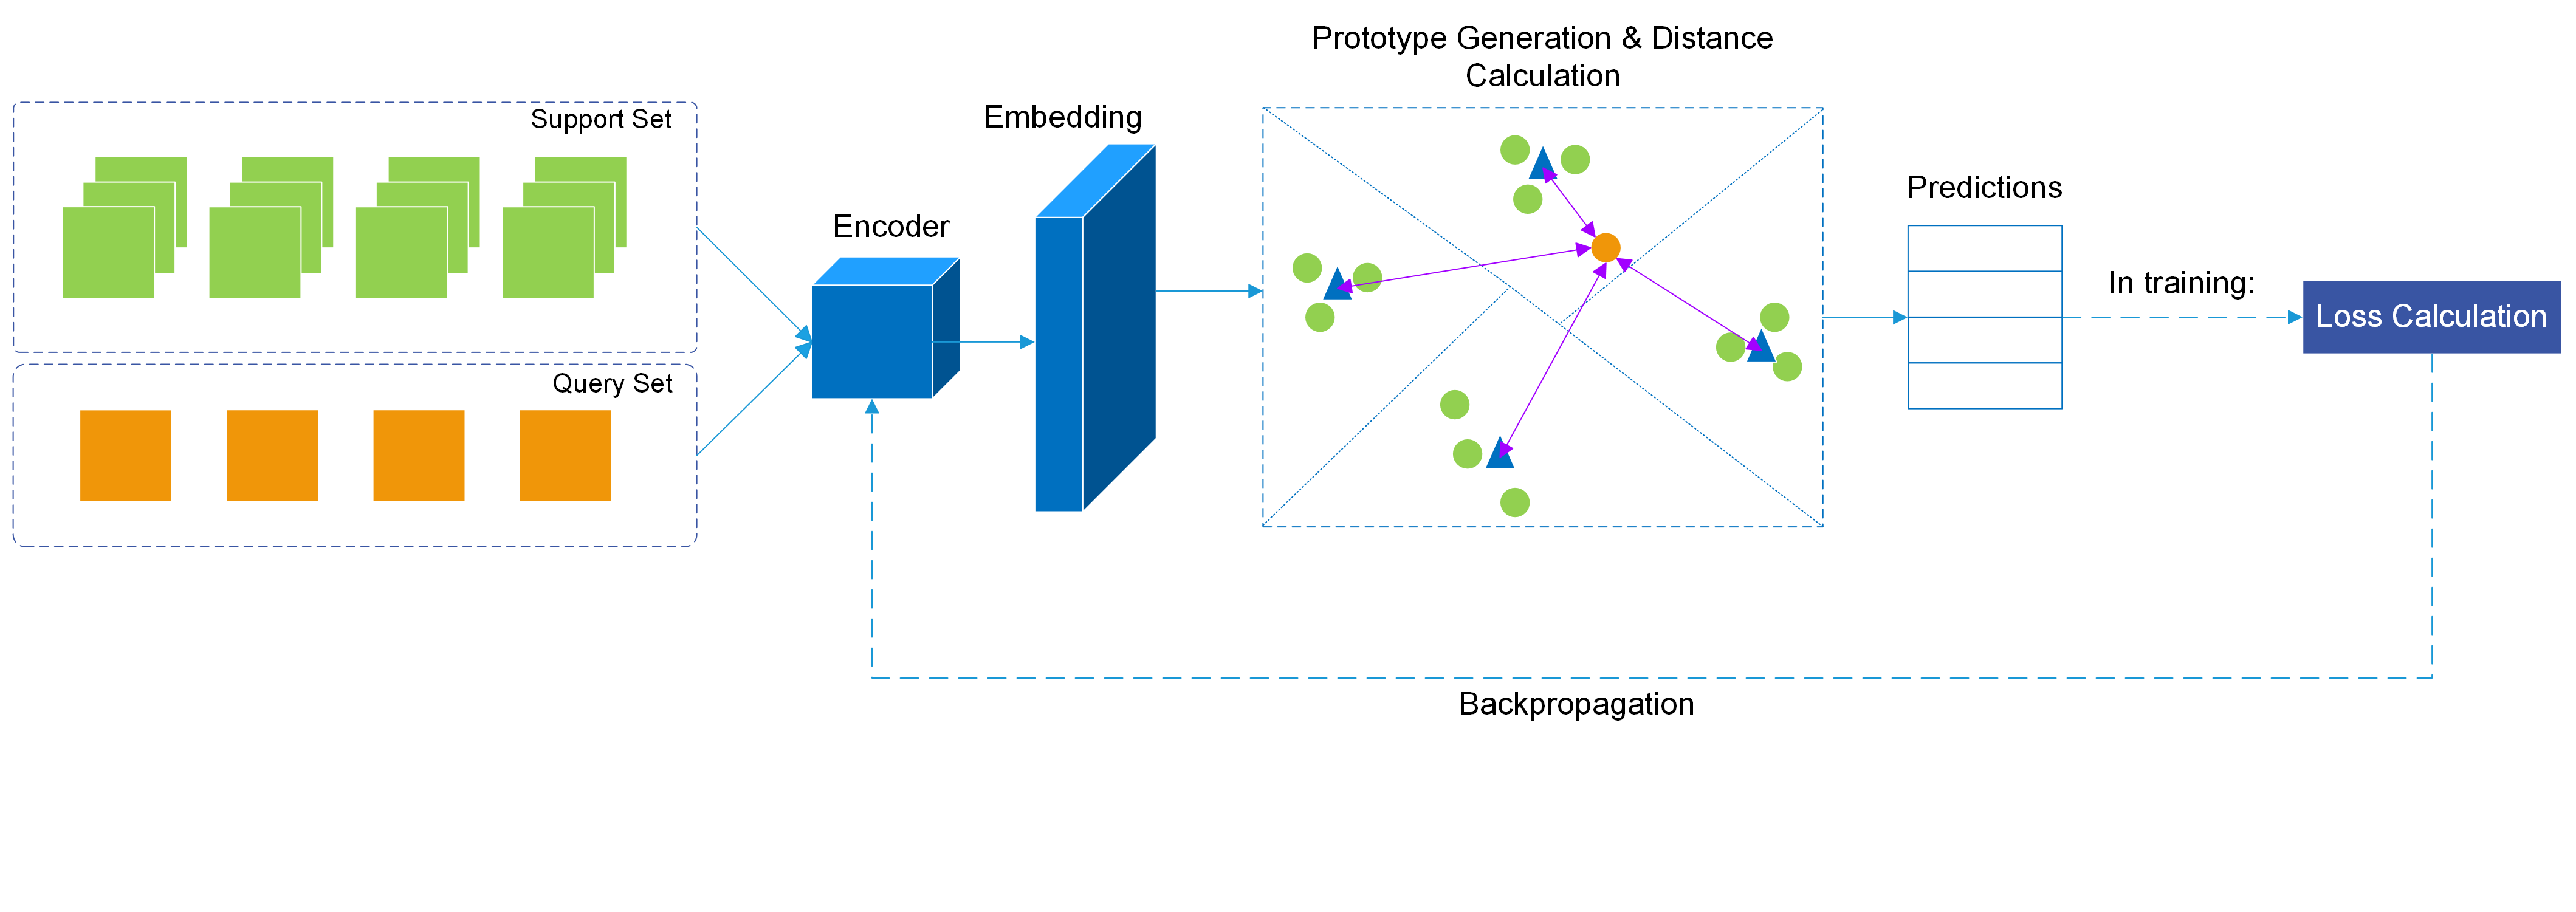 Prototype Generation & Distance
Calculation
Support Set
Embedding
Encoder
Predictions
In training:
Loss Calculation
Query Set
Backpropagation